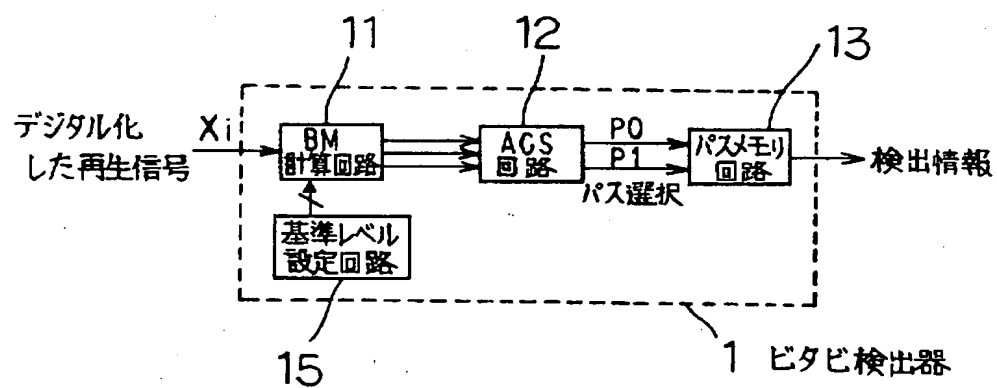 11
12
13
デジタル化
した再生信号
Xi
BM
計算回路
ACS
回路
P0
P1
パス選択
パスメモリ
回路
検出情報
基準レベル
設定回路
15
1 ビタビ検出器